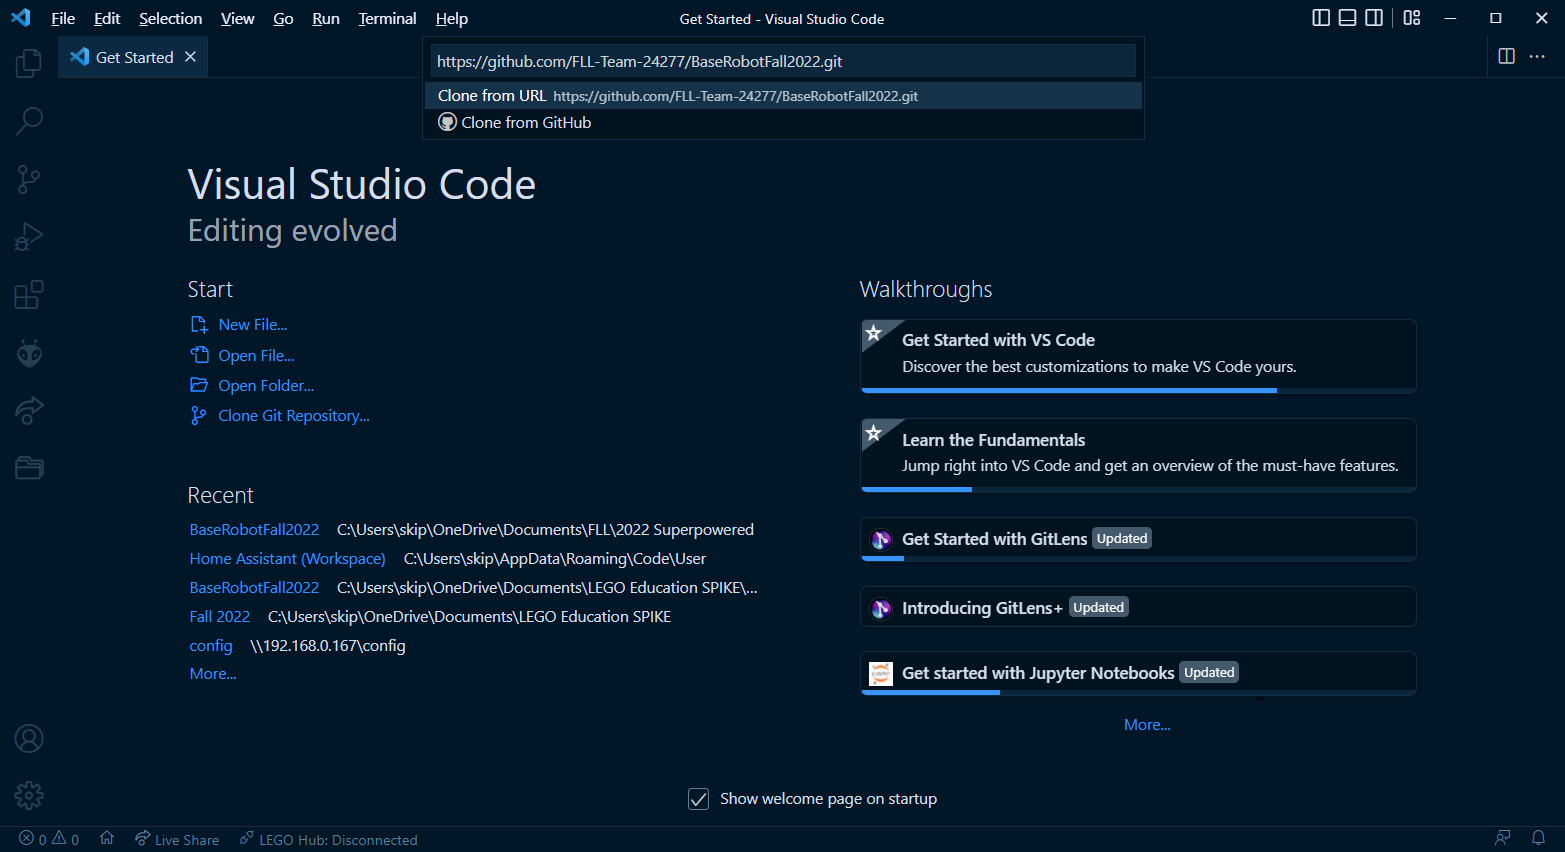 File Edit Selection View Go Run Terminal Help
Get Started - Visual Studio Code
Get Started
https://github.com/FLL-Team-24277/BaseRobotFall2022.git
Clone from URL https://github.com/FLL-Team-24277/BaseRobotFall2022.git
Clone from GitHub
Visual Studio Code
Editing evolved
Start
New File...
Open File...
Open Folder...
Clone Git Repository...
Recent
BaseRobotFall2022 C:\Users\skip\OneDrive\Documents\FLL\2022 Superpowered
Home Assistant (Workspace) C:\Users\skip\AppData\Roaming\Code\User
BaseRobotFall2022 C:\Users\skip\OneDrive\Documents\LEGO Education SPIKE\...
Fall 2022 C:\Users\skip\OneDrive\Documents\LEGO Education SPIKE
config \\192.168.0.167\config
More...
Walkthroughs
Get Started with VS Code
Discover the best customizations to make VS Code yours.
Learn the Fundamentals
Jump right into VS Code and get an overview of the must-have features.
Get Started with GitLens Updated
Introducing GitLens+ Updated
Get started with Jupyter Notebooks Updated
More...
Show welcome page on startup
0 0 Live Share LEGO Hub: Disconnected